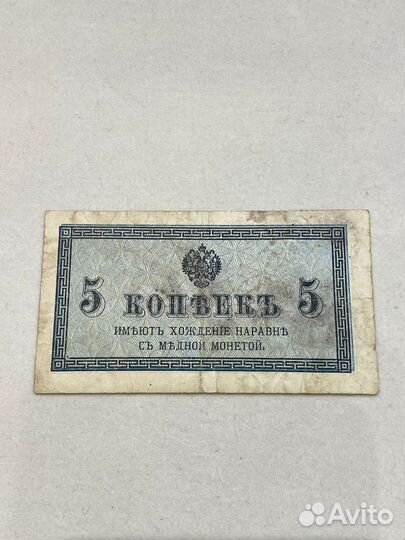 5 КОПѢЕКЪ 5
ИМѢЮТЪ ХОЖДЕНІЕ НАРАВНѢ
СЪ МѢДНОЙ МОНЕТОЙ.
Avito